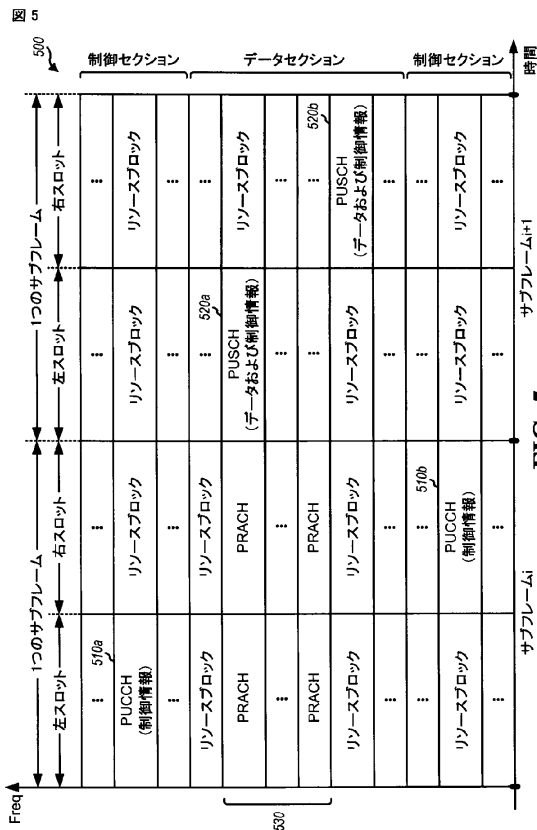 図 5
500
1つのサブフレーム 1つのサブフレーム
左スロット 右スロット 左スロット 右スロット
Freq
制御セクション
510a
⋮ ⋮ ⋮ ⋮
PUCCH
(制御情報)
リソースブロック リソースブロック リソースブロック
⋮ ⋮ ⋮ ⋮
データセクション
520a
リソースブロック リソースブロック ⋮ ⋮
530
PRACH PRACH
PUSCH
(データおよび制御情報)
リソースブロック
⋮ ⋮ ⋮ ⋮
520b
PRACH PRACH ⋮ ⋮
リソースブロック リソースブロック リソースブロック
PUSCH
(データおよび制御情報)
⋮ ⋮ ⋮ ⋮
制御セクション
510b
⋮ ⋮ ⋮ ⋮
リソースブロック
PUCCH
(制御情報)
リソースブロック リソースブロック
⋮ ⋮ ⋮ ⋮
時間
サブフレームi サブフレームi+1